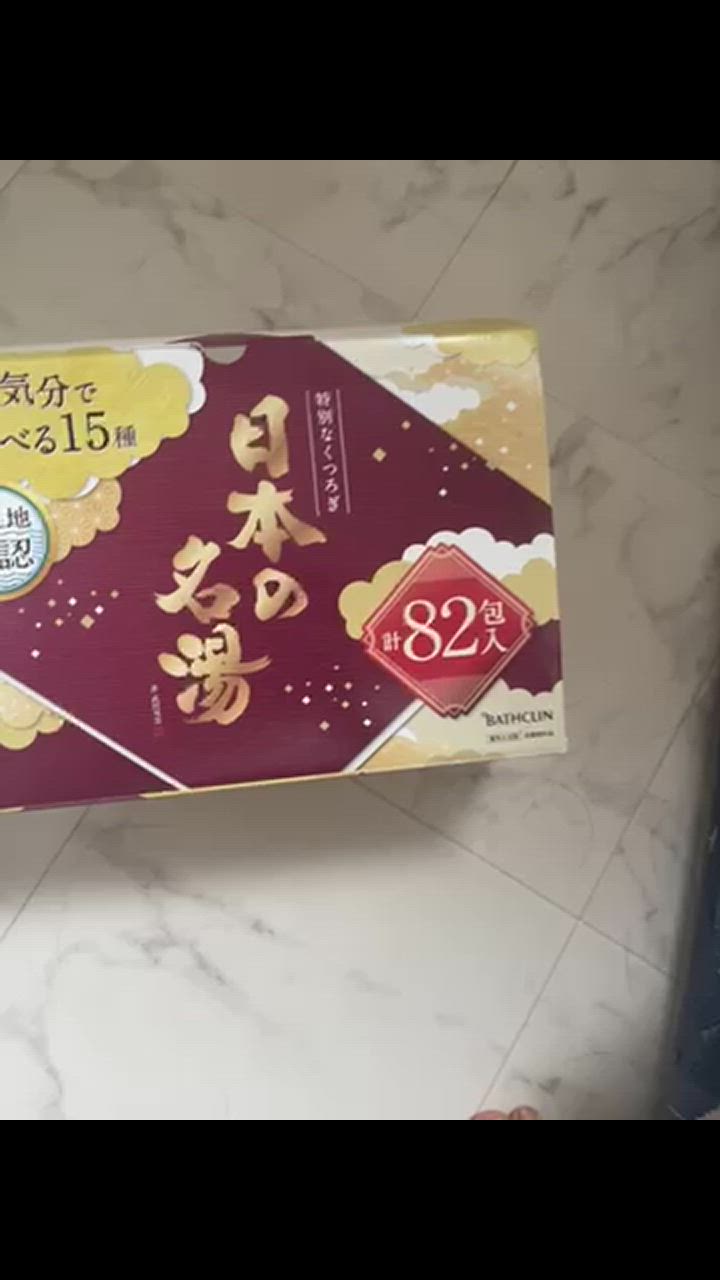 気分で
べる15種
地
認
特別なくつろぎ
日本の
名湯
計82包入
BATHCLIN